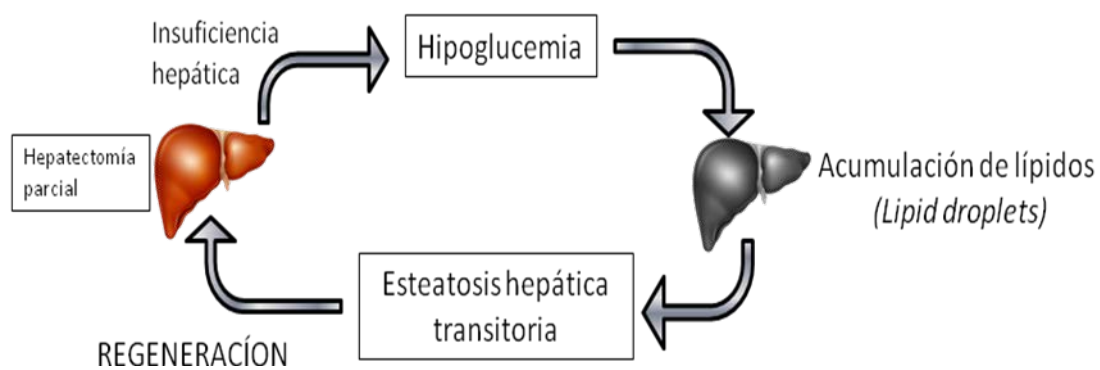 Insuficiencia
hepática
Hipoglucemia
Hepatectomía
parcial
Acumulación de lípidos
(Lipid droplets)
Esteatosis hepática
transitoria
REGENERACÍON